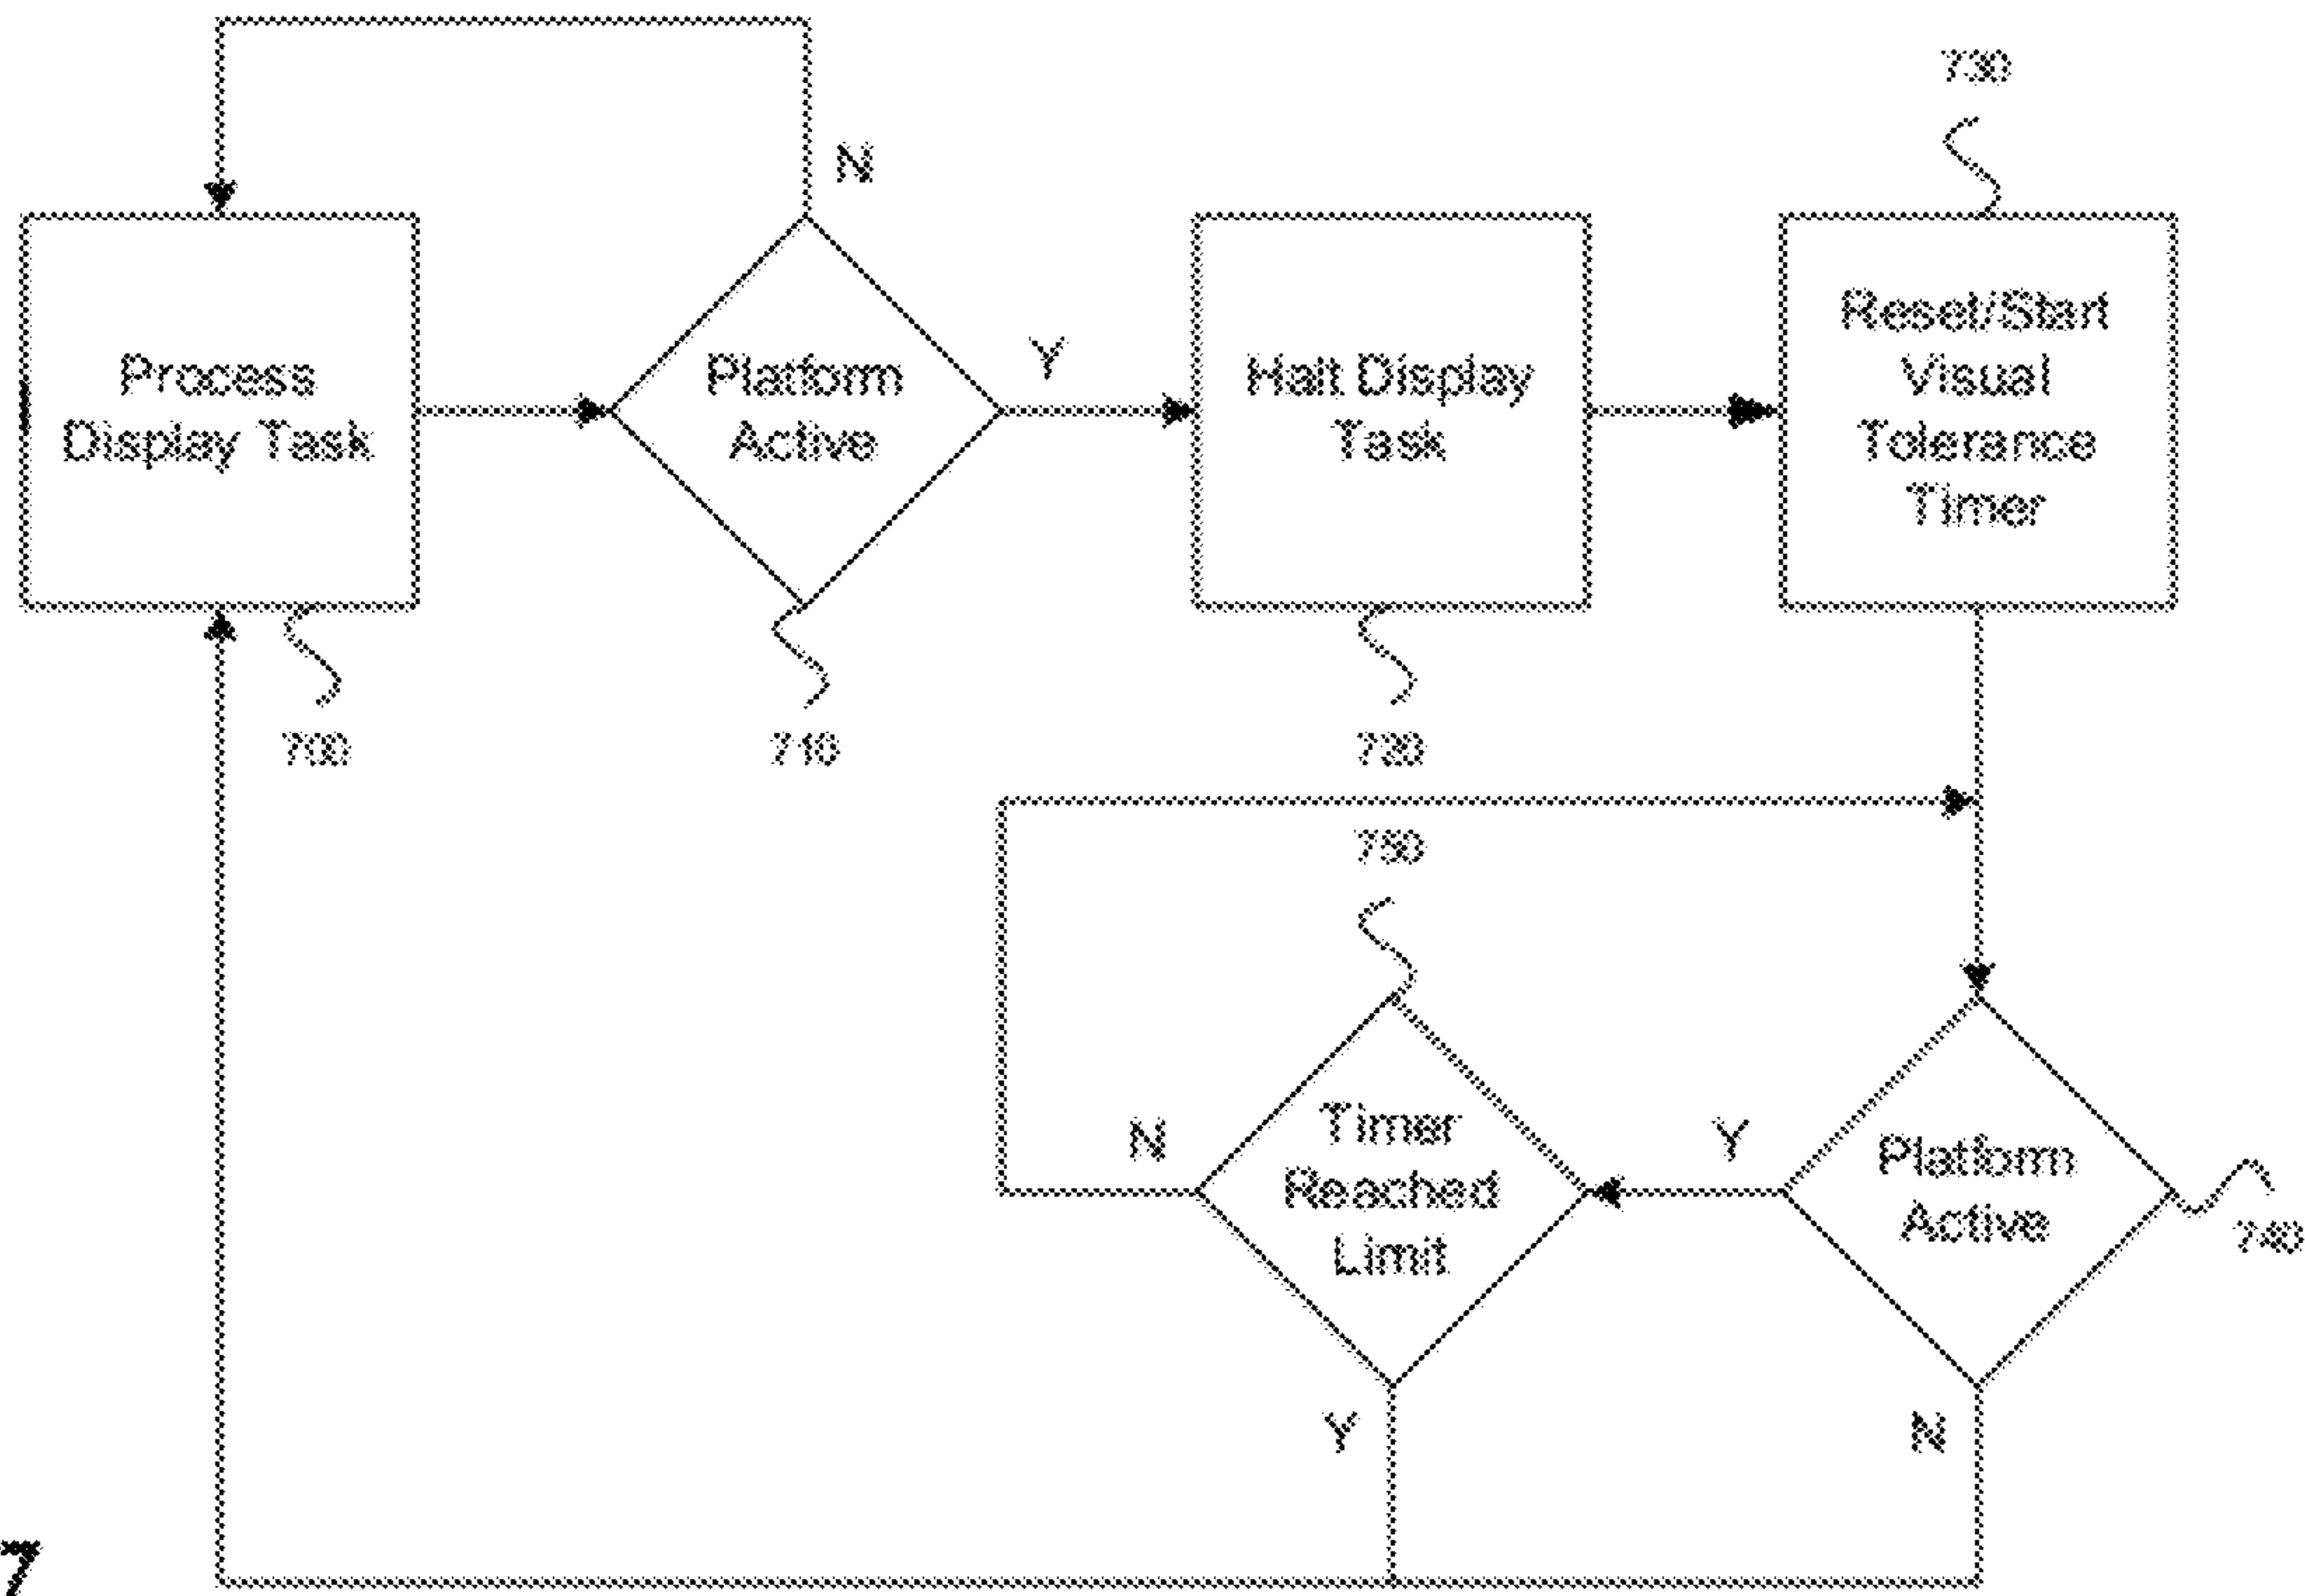 730
N
Process
Display Task
Platform
Active
Y
Halt Display
Task
Reset/Start
Visual
Tolerance
Timer
700
710
720
750
N
Timer
Reached
Limit
Y
Platform
Active
740
Y
N
7